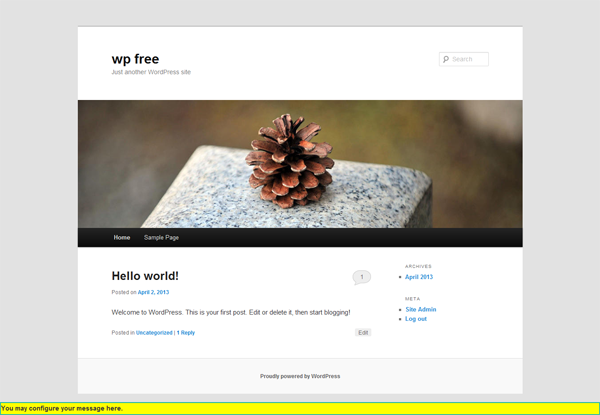 wp free
Just another WordPress site
Search
Home Sample Page
Hello world!
1
Posted on April 2, 2013
Welcome to WordPress. This is your first post. Edit or delete it, then start blogging!
Posted in Uncategorized | 1 Reply
Edit
ARCHIVES
April 2013
META
Site Admin
Log out
Proudly powered by WordPress
You may configure your message here.